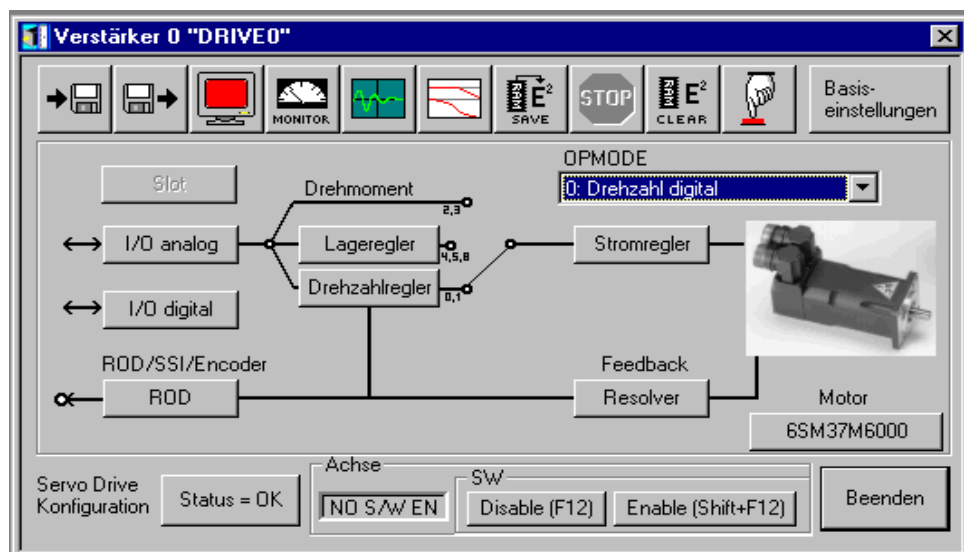 Verstärker 0 "DRIVE0"
MONITOR
E²
SAVE
STOP
E²
CLEAR
Basis-
einstellungen
OPMODE
0: Drehzahl digital
Slot
Drehmoment
2,3
I/O analog
Lageregler
4,5,8
Stromregler
Drehzahlregler
0,1
I/O digital
ROD/SSI/Encoder
Feedback
ROD
Resolver
Motor
6SM37M6000
Servo Drive
Konfiguration
Status = OK
Achse
NO S/W EN
SW
Disable (F12)
Enable (Shift+F12)
Beenden